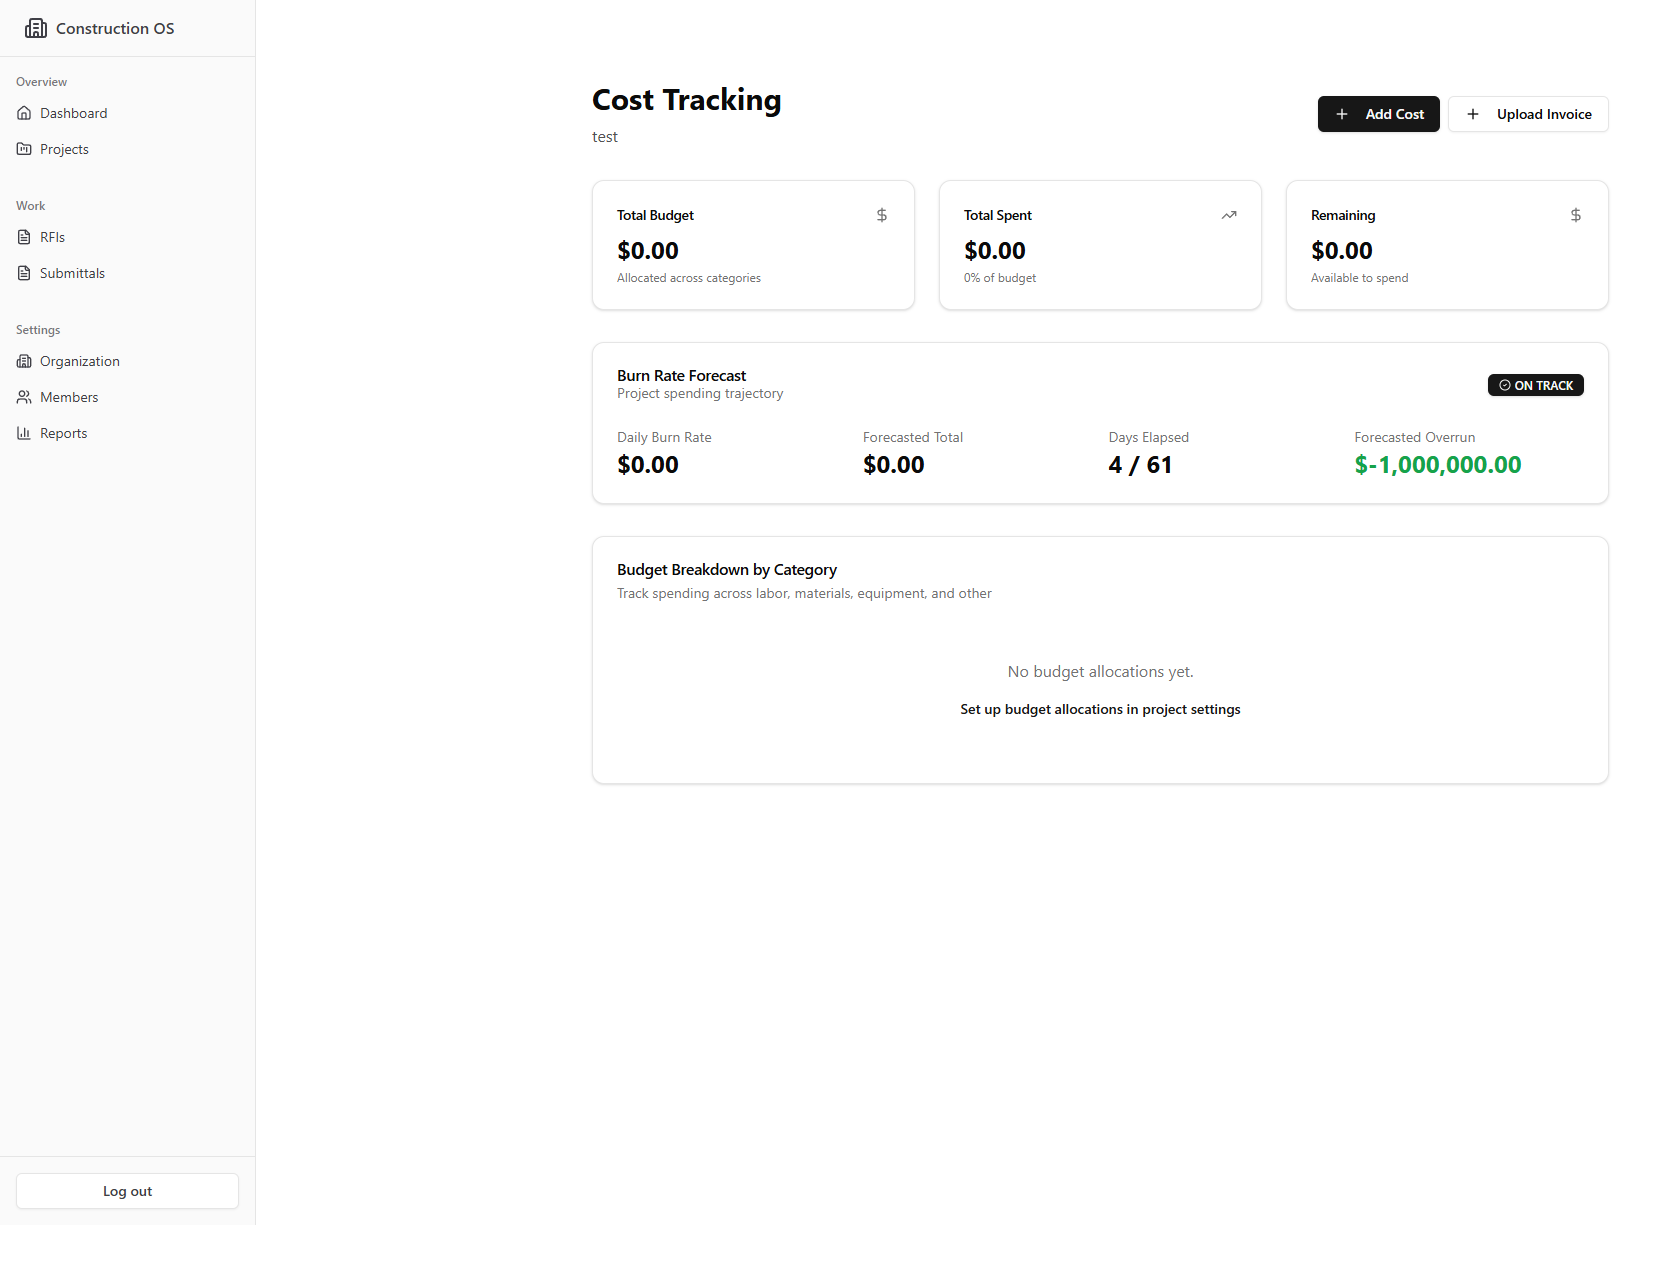 Construction OS
Overview
Dashboard
Projects
Work
RFIs
Submittals
Settings
Organization
Members
Reports
Log out
Cost Tracking
test
Add Cost
Upload Invoice
Total Budget
$0.00
Allocated across categories
Total Spent
$0.00
0% of budget
Remaining
$0.00
Available to spend
Burn Rate Forecast
Project spending trajectory
ON TRACK
Daily Burn Rate
$0.00
Forecasted Total
$0.00
Days Elapsed
4 / 61
Forecasted Overrun
$-1,000,000.00
Budget Breakdown by Category
Track spending across labor, materials, equipment, and other
No budget allocations yet.
Set up budget allocations in project settings